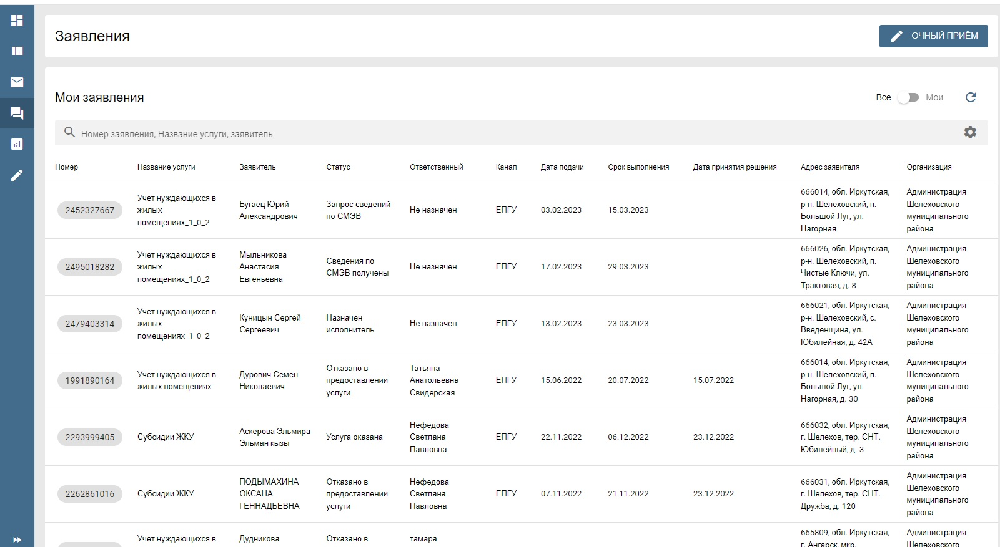 Заявления
ОЧНЫЙ ПРИЁМ
Мои заявления
Все
Мои
Номер заявления, Название услуги, заявитель
Номер Название услуги Заявитель Статус Ответственный Канал Дата подачи Срок выполнения Дата принятия решения Адрес заявителя Организация
2452327667
Учет нуждающихся в
жилых
помещениях_1_0_2
Бугаец Юрий
Александрович
Запрос сведений
по СМЭВ
Не назначен
ЕПГУ
03.02.2023
15.03.2023
666014, обл. Иркутская,
р-н. Шелеховский, п.
Большой Луг, ул.
Нагорная
Администрация
Шелеховского
муниципального
района
2495018282
Учет нуждающихся в
жилых
помещениях_1_0_2
Мыльникова
Анастасия
Евгеньевна
Сведения по
СМЭВ получены
Не назначен
ЕПГУ
17.02.2023
29.03.2023
666026, обл. Иркутская,
р-н. Шелеховский, п.
Чистые Ключи, ул.
Трактовая, д. 8
Администрация
Шелеховского
муниципального
района
2479403314
Учет нуждающихся в
жилых
помещениях_1_0_2
Куницын Сергей
Сергеевич
Назначен
исполнитель
Не назначен
ЕПГУ
13.02.2023
23.03.2023
666021, обл. Иркутская,
р-н. Шелеховский, с.
Введенщина, ул.
Юбилейная, д. 42А
Администрация
Шелеховского
муниципального
района
1991890164
Учет нуждающихся в
жилых помещениях
Дурович Семен
Николаевич
Отказано в
предоставлении
услуги
Татьяна
Анатольевна
Свидерская
ЕПГУ
15.06.2022
20.07.2022
15.07.2022
666014, обл. Иркутская,
р-н. Шелеховский, п.
Большой Луг, ул.
Нагорная, д. 30
Администрация
Шелеховского
муниципального
района
2293999405
Субсидии ЖКУ
Аскерова Эльмира
Эльман кызы
Услуга оказана
Нефедова
Светлана
Павловна
ЕПГУ
22.11.2022
06.12.2022
23.12.2022
666032, обл. Иркутская,
г. Шелехов, тер. СНТ.
Юбилейный, д. 3
Администрация
Шелеховского
муниципального
района
2262861016
Субсидии ЖКУ
ПОДЫМАХИНА
ОКСАНА
ГЕННАДЬЕВНА
Отказано в
предоставлении
услуги
Нефедова
Светлана
Павловна
ЕПГУ
07.11.2022
21.11.2022
23.12.2022
666031, обл. Иркутская,
г. Шелехов, тер. СНТ.
Дружба, д. 120
Администрация
Шелеховского
муниципального
района
Учет нуждающихся в
Дудникова
Отказано в
тамара
665809, обл. Иркутская,
г. Ангарск, мкр.
Администрация
Шелеховского